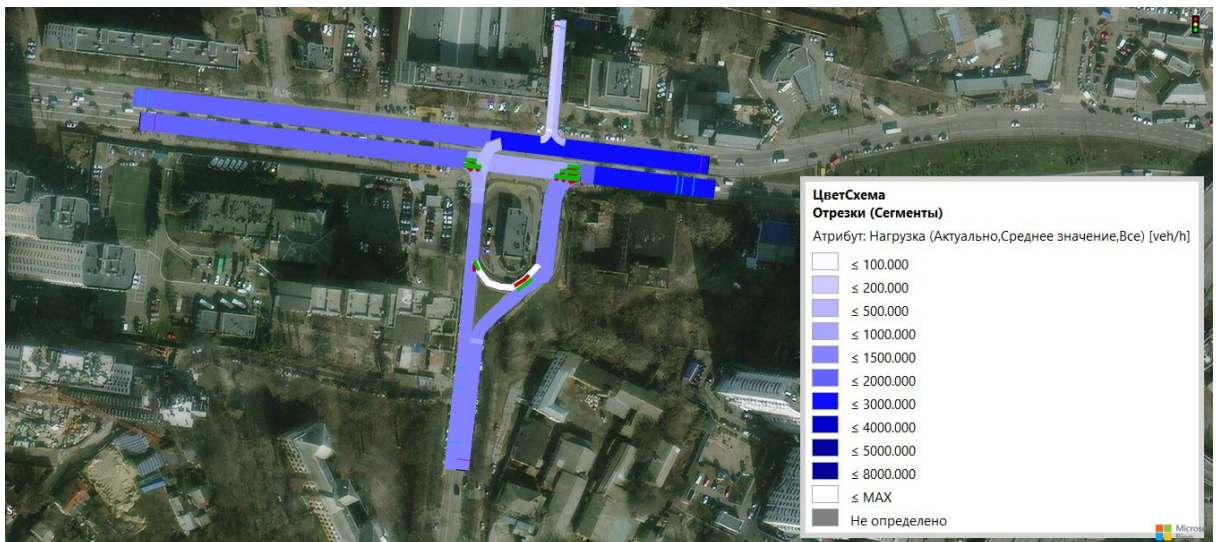 ЦветСхема
Отрезки (Сегменты)
Атрибут: Нагрузка (Актуально,Среднее значение,Все) [veh/h]
≤ 100.000
≤ 200.000
≤ 500.000
≤ 1000.000
≤ 1500.000
≤ 2000.000
≤ 3000.000
≤ 4000.000
≤ 5000.000
≤ 8000.000
≤ MAX
Не определено
Micros